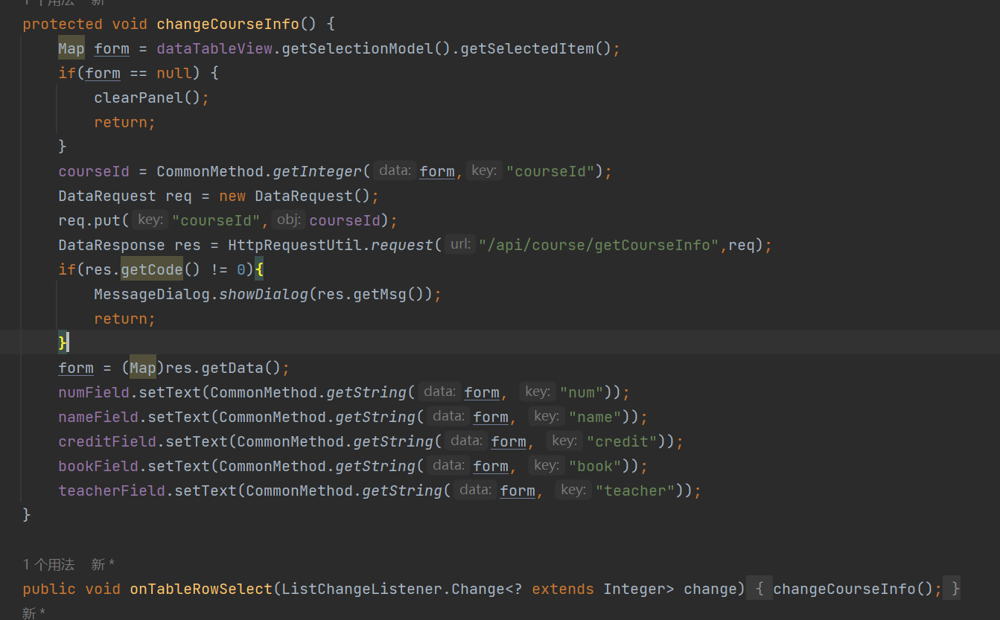 1 个用法 新
protected void changeCourseInfo() {
Map form = dataTableView.getSelectionModel().getSelectedItem();
if(form == null) {
clearPanel();
return;
}
courseId = CommonMethod.getInteger( data: form, key: "courseId");
DataRequest req = new DataRequest();
req.put( key: "courseId", obj: courseId);
DataResponse res = HttpRequestUtil.request( url: "/api/course/getCourseInfo",req);
if(res.getCode() != 0){
MessageDialog.showDialog(res.getMsg());
return;
}
form = (Map)res.getData();
numField.setText(CommonMethod.getString( data: form, key: "num"));
nameField.setText(CommonMethod.getString( data: form, key: "name"));
creditField.setText(CommonMethod.getString( data: form, key: "credit"));
bookField.setText(CommonMethod.getString( data: form, key: "book"));
teacherField.setText(CommonMethod.getString( data: form, key: "teacher"));
}
1 个用法 新 *
public void onTableRowSelect(ListChangeListener.Change<? extends Integer> change) { changeCourseInfo(); }
新 *